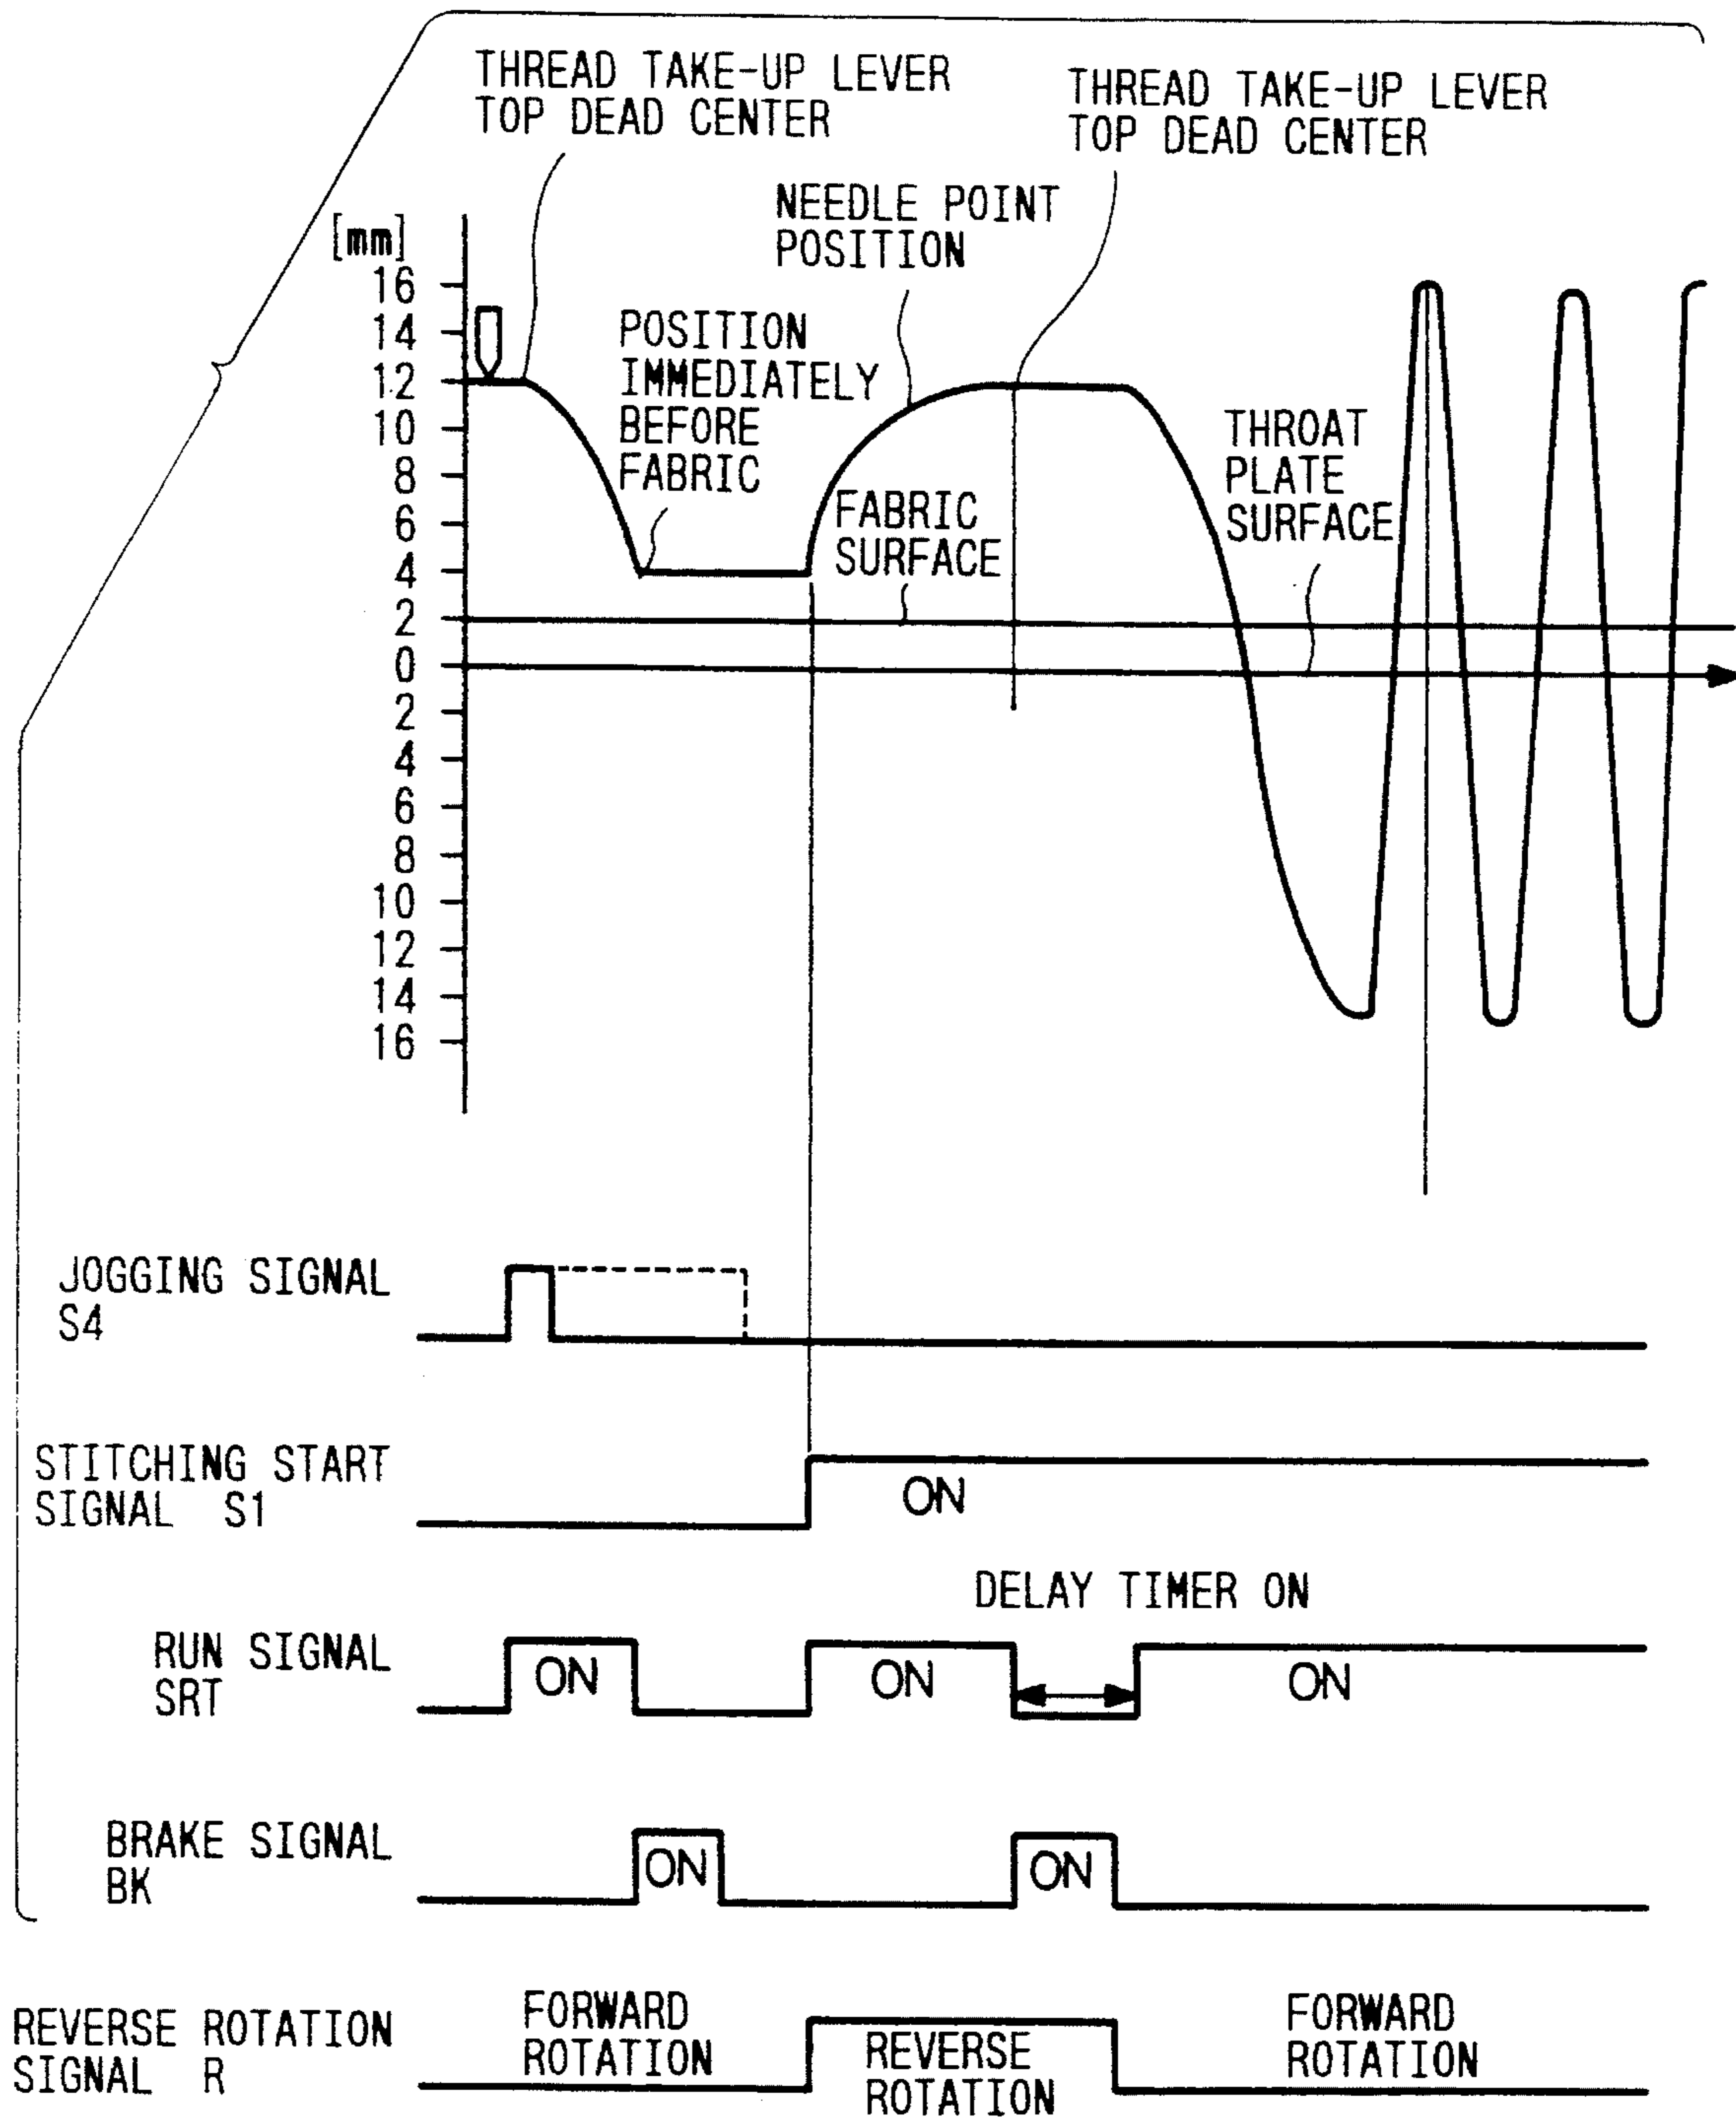 THREAD TAKE-UP LEVER
TOP DEAD CENTER
THREAD TAKE-UP LEVER
TOP DEAD CENTER
NEEDLE POINT
POSITION
[mm]
16
14
12
10
8
6
4
2
0
2
4
6
8
10
12
14
16
POSITION
IMMEDIATELY
BEFORE
FABRIC
FABRIC
SURFACE
THROAT
PLATE
SURFACE
JOGGING SIGNAL
S4
STITCHING START
SIGNAL S1
ON
DELAY TIMER ON
RUN SIGNAL
SRT
ON
ON
ON
BRAKE SIGNAL
BK
ON
ON
REVERSE ROTATION
SIGNAL R
FORWARD
ROTATION
REVERSE
ROTATION
FORWARD
ROTATION